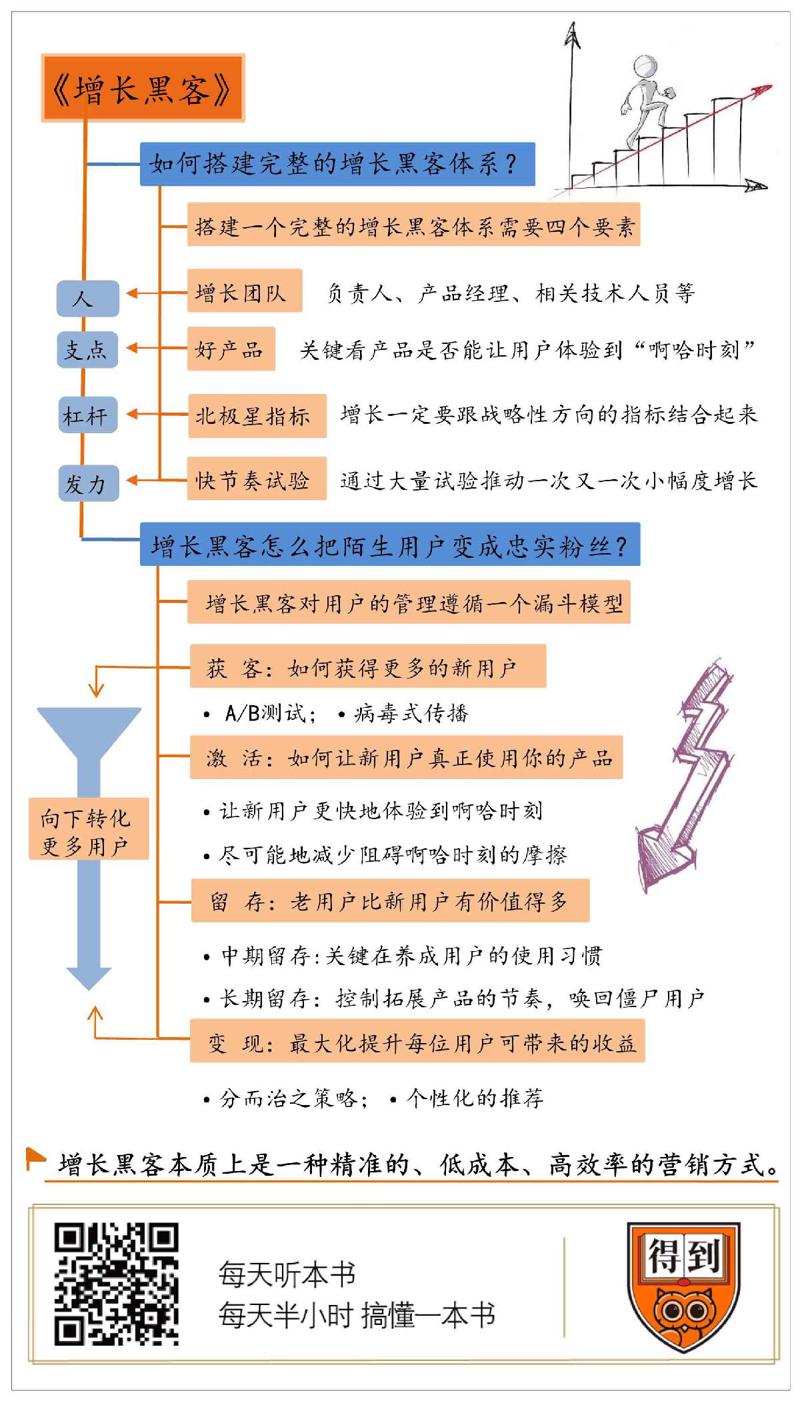 《增长黑客》
如何搭建完整的增长黑客体系？
搭建一个完整的增长黑客体系需要四个要素
人 增长团队 负责人、产品经理、相关技术人员等
支点 好产品 关键看产品是否能让用户体验到“啊哈时刻”
杠杆 北极星指标 增长一定要跟战略性方向的指标结合起来
发力 快节奏试验 通过大量试验推动一次又一次小幅度增长
增长黑客怎么把陌生用户变成忠实粉丝？
增长黑客对用户的管理遵循一个漏斗模型
获 客：如何获得更多的新用户
• A/B测试； • 病毒式传播
激 活：如何让新用户真正使用你的产品
• 让新用户更快地体验到啊哈时刻
向下转化
更多用户
• 尽可能地减少阻碍啊哈时刻的摩擦
留 存：老用户比新用户有价值得多
• 中期留存：关键在养成用户的使用习惯
• 长期留存：控制拓展产品的节奏，唤回僵尸用户
变 现：最大化提升每位用户可带来的收益
• 分而治之策略； • 个性化的推荐
增长黑客本质上是一种精准的、低成本、高效率的营销方式。
每天听本书
每天半小时 搞懂一本书
得到